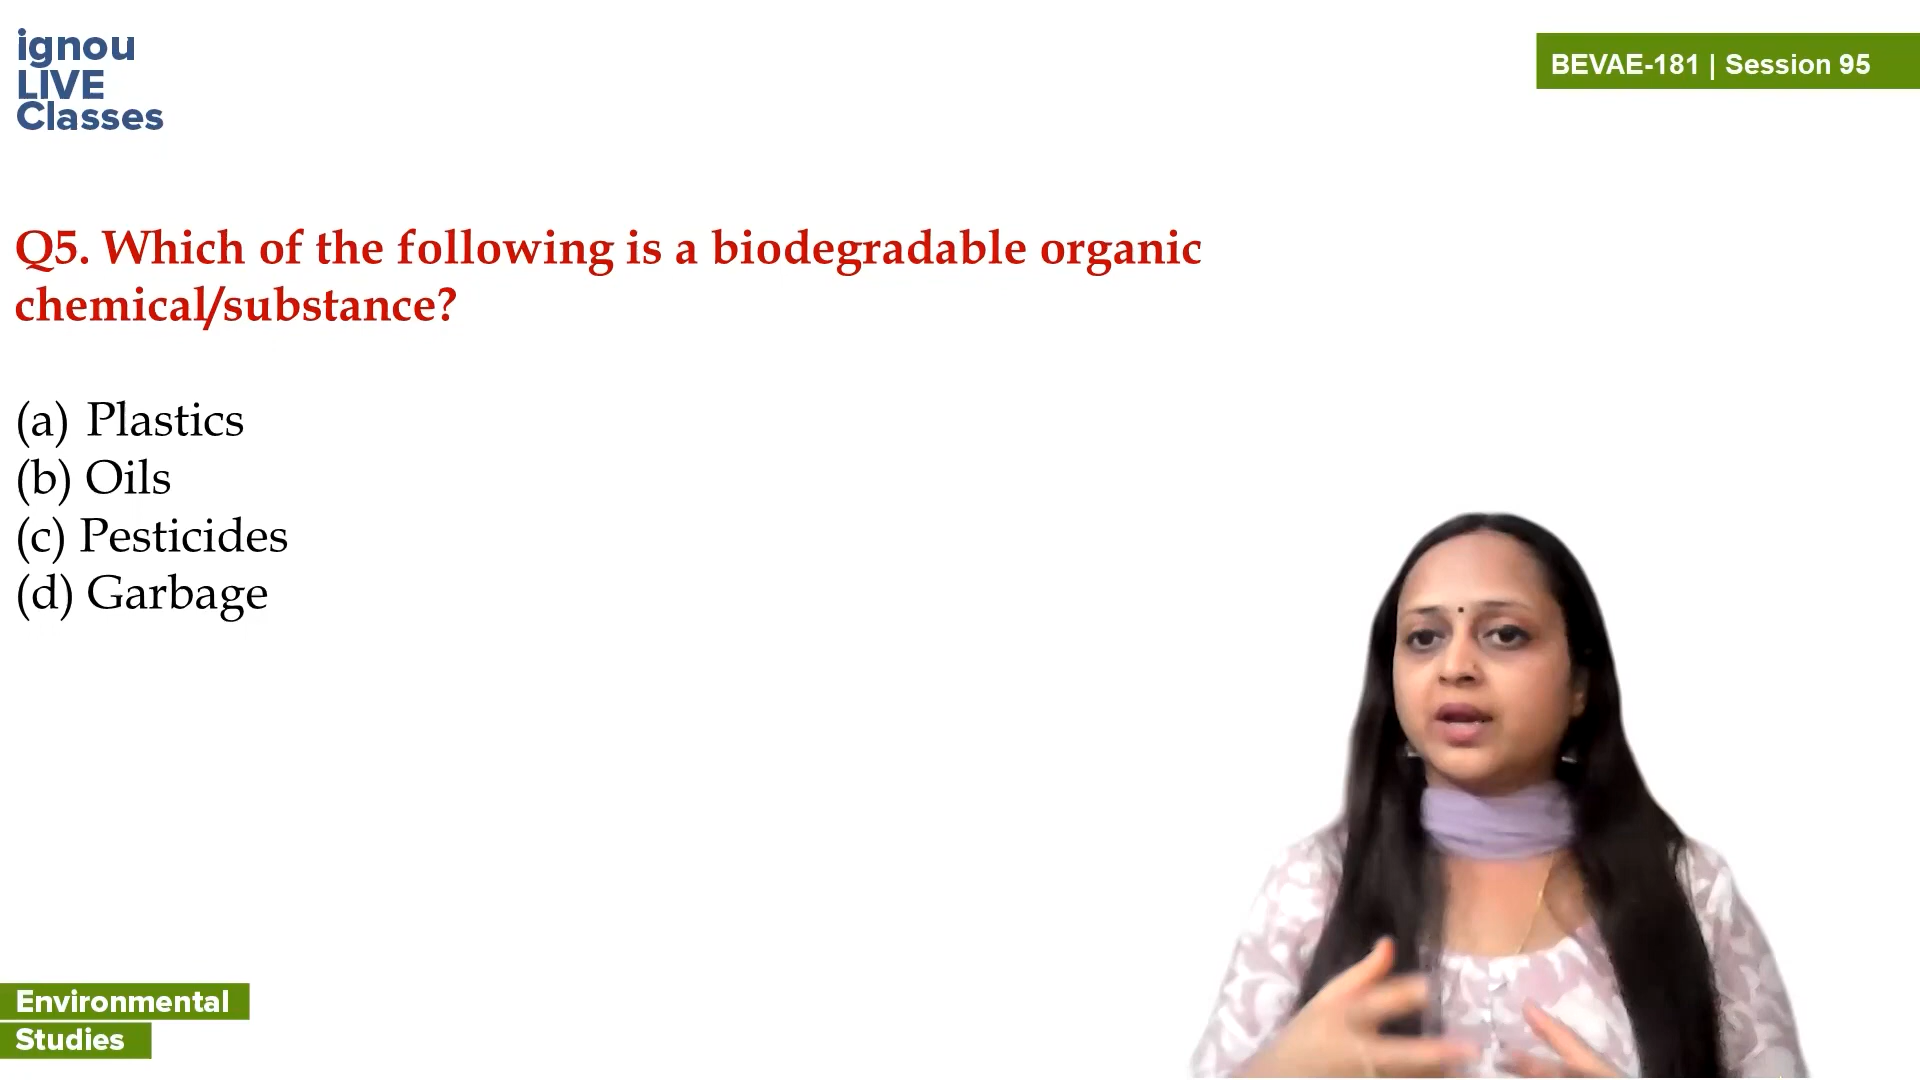 ignou
LIVE
Classes
BEVAE-181 | Session 95
Q5. Which of the following is a biodegradable organic
chemical/substance?
(a) Plastics
(b) Oils
(c) Pesticides
(d) Garbage
Environmental
Studies